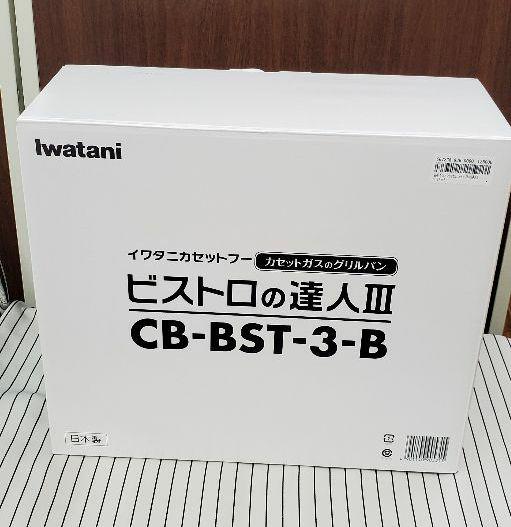 Iwatani
イワタニカセットフー カセットガスのグリルパン
ビストロの達人III
CB-BST-3-B
日本製